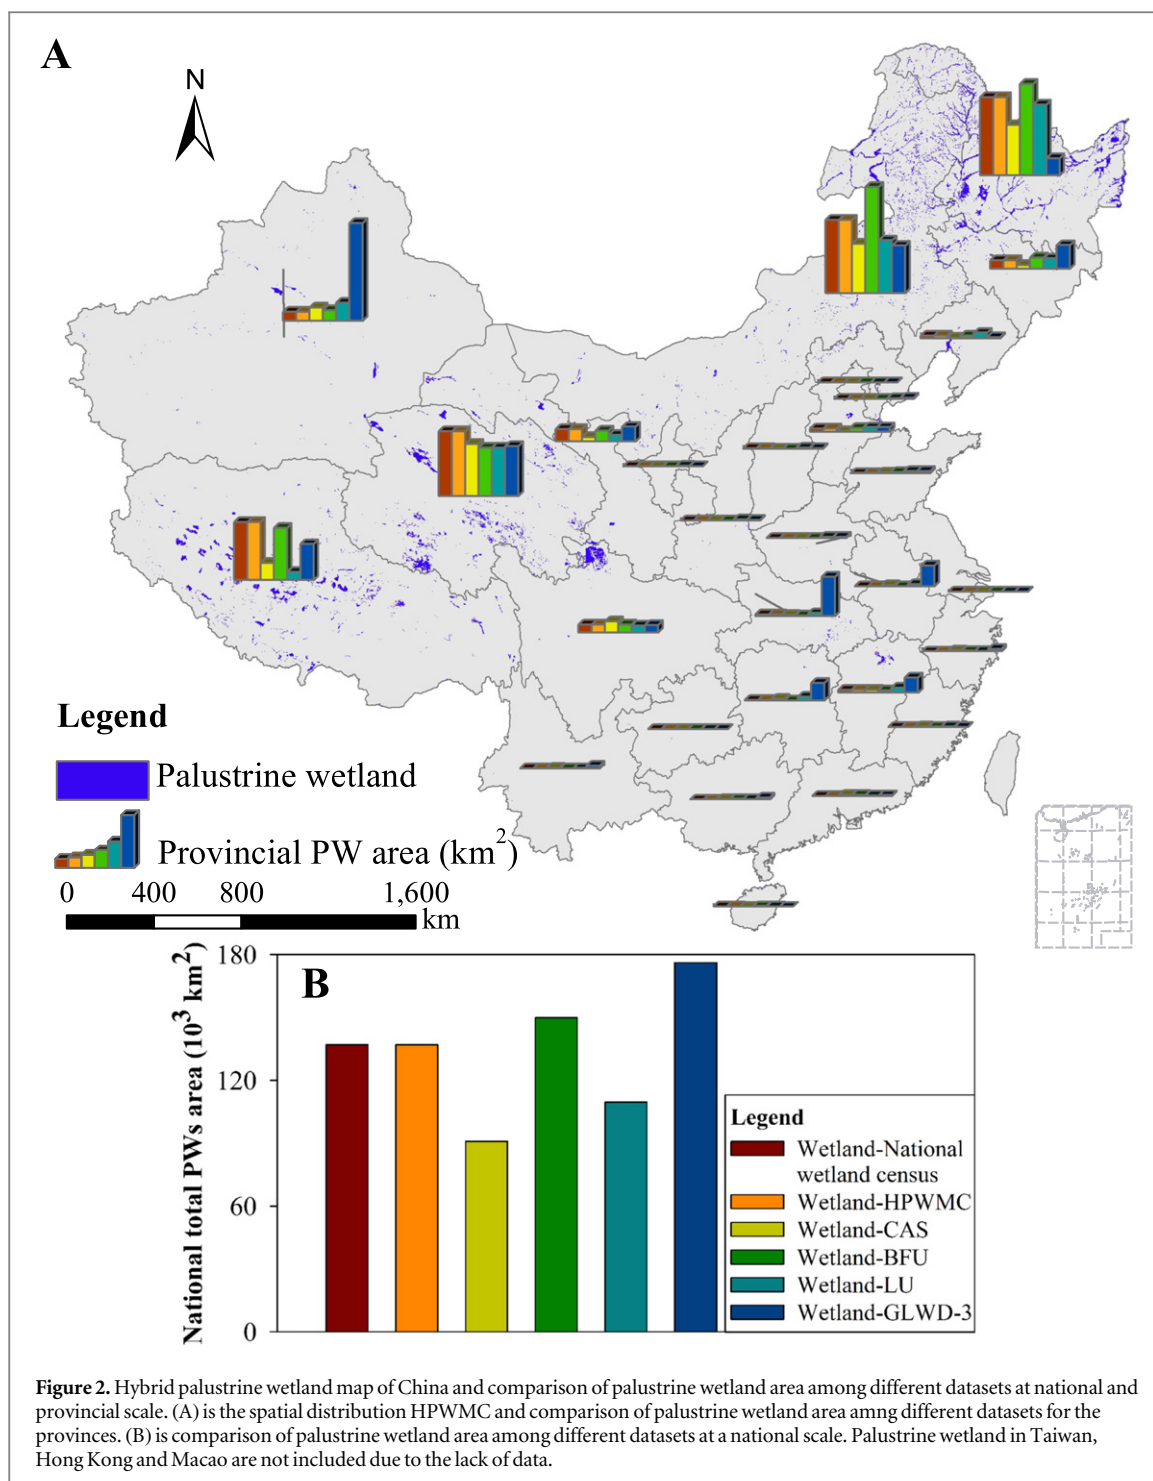 A
N
Legend
Palustrine wetland
Provincial PW area (km²)
0 400 800 1,600
km
B
National total PWs area (10³ km²)
180
120
60
0
Legend
Wetland-National
wetland census
Wetland-HPWMC
Wetland-CAS
Wetland-BFU
Wetland-LU
Wetland-GLWD-3
Figure 2. Hybrid palustrine wetland map of China and comparison of palustrine wetland area among different datasets at national and
provincial scale. (A) is the spatial distribution HPWMC and comparison of palustrine wetland area amng different datasets for the
provinces. (B) is comparison of palustrine wetland area among different datasets at a national scale. Palustrine wetland in Taiwan,
Hong Kong and Macao are not included due to the lack of data.